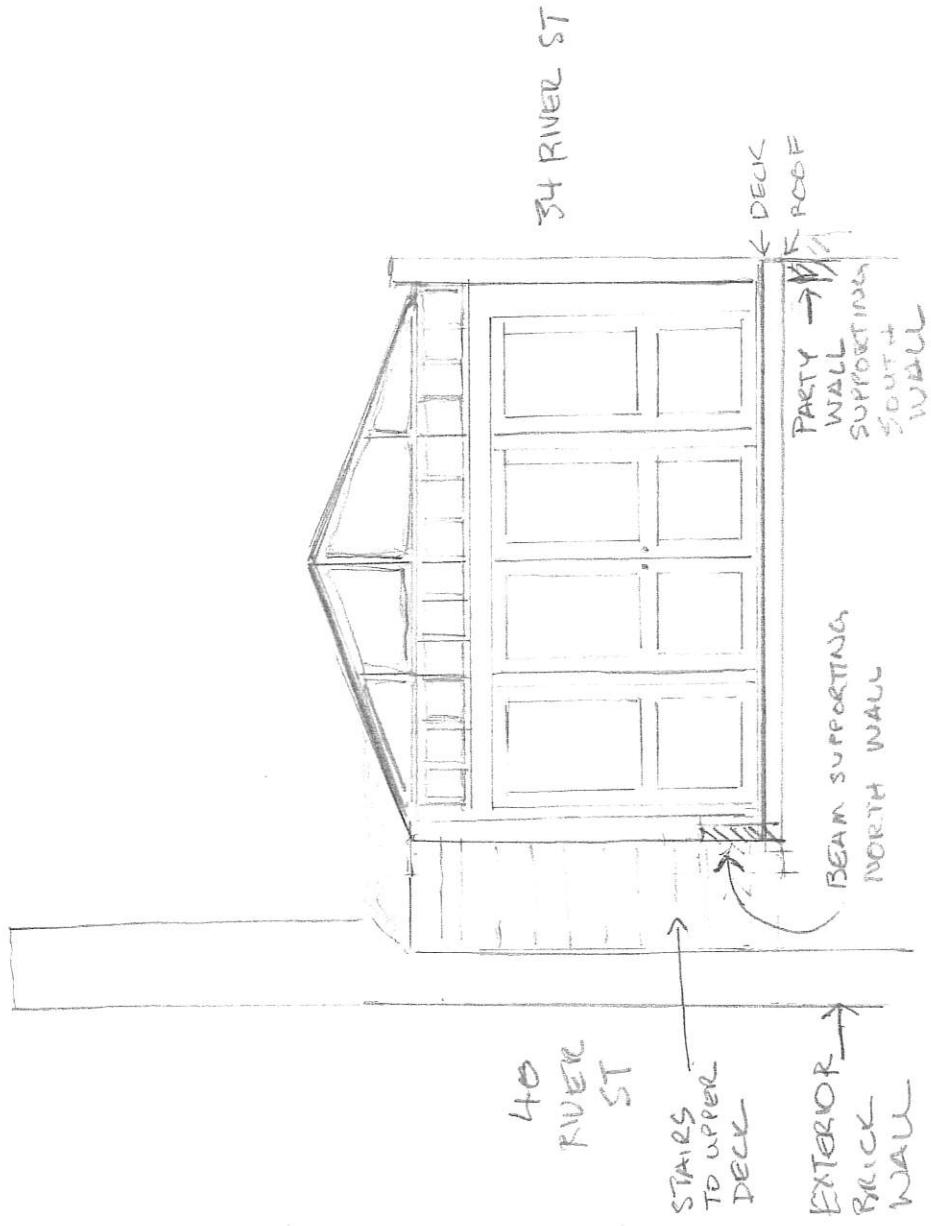 40
RIVER
ST
34 RIVER ST
STAIRS
TO UPPER
DECK
EXTERIOR
BRICK
WALL
BEAM SUPPORTING
NORTH WALL
PARTY
WALL
SUPPORTING
SOUTH
WALL
DECK
ROOF